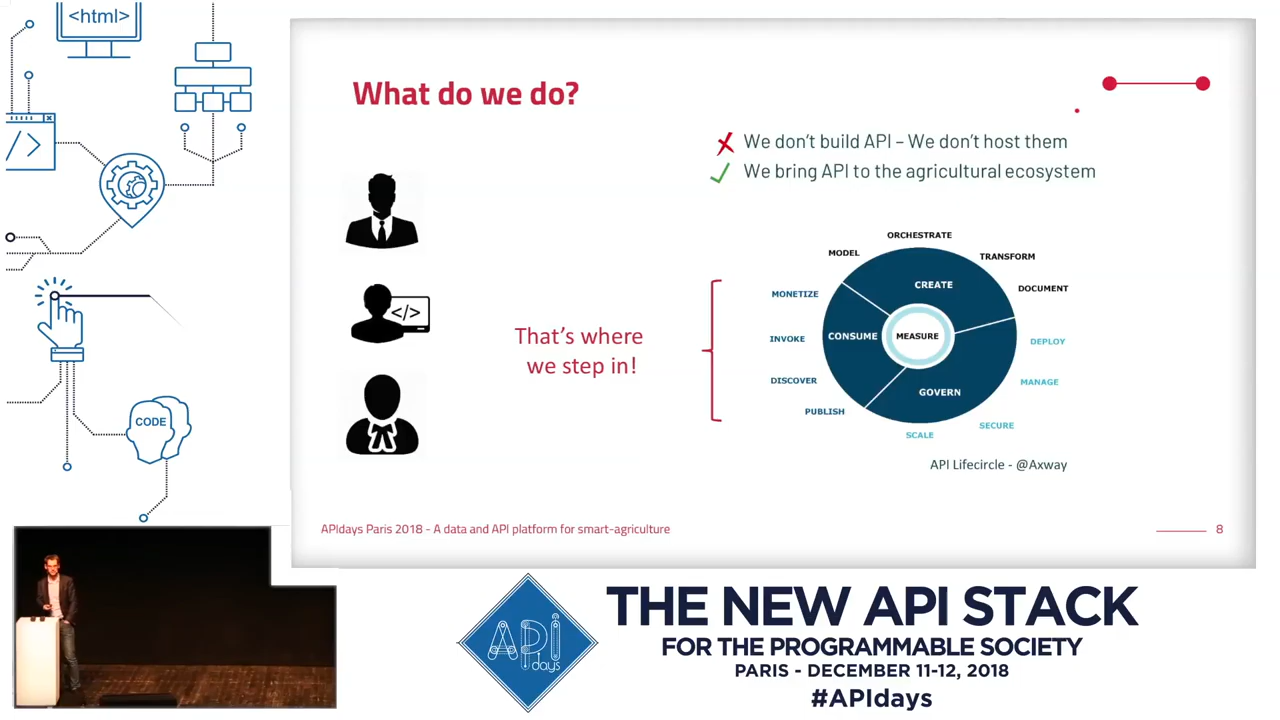 <html>
</>
CODE
What do we do?
We don't build API – We don't host them
We bring API to the agricultural ecosystem
</>
That's where
we step in!
ORCHESTRATE
MODEL
TRANSFORM
DOCUMENT
CREATE
MONETIZE
INVOKE
DISCOVER
PUBLISH
CONSUME
MEASURE
GOVERN
DEPLOY
MANAGE
SECURE
SCALE
API Lifecircle - @Axway
APIdays Paris 2018 - A data and API platform for smart-agriculture
8
API
days
THE NEW API STACK
FOR THE PROGRAMMABLE SOCIETY
PARIS - DECEMBER 11-12, 2018
#APIdays